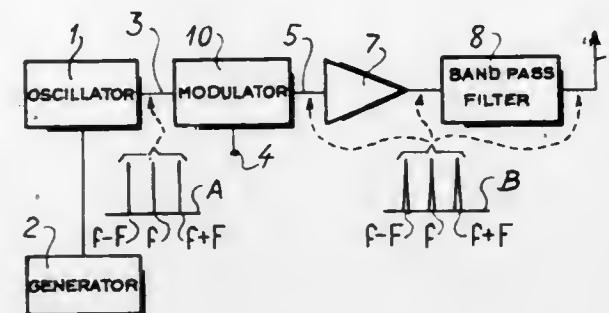 1
3
10
5
7
8
OSCILLATOR
MODULATOR
BAND PASS
FILTER
4
A
B
f-F
f
f+F
f-F
f
f+F
2
GENERATOR